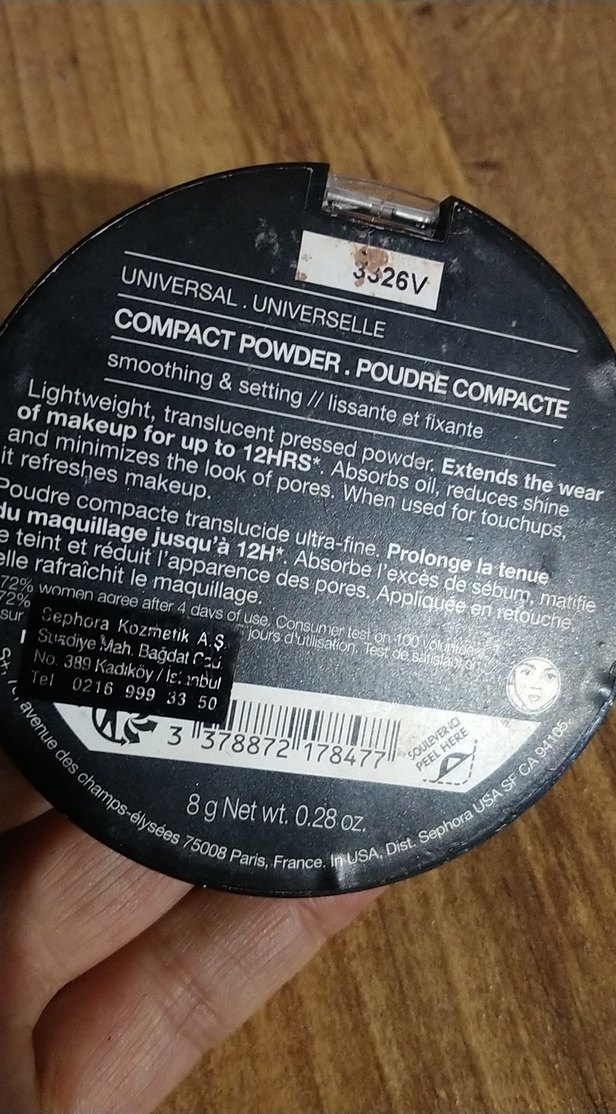 3326V
UNIVERSAL . UNIVERSELLE
COMPACT POWDER . POUDRE COMPACTE
smoothing & setting // lissante et fixante
Lightweight, translucent pressed powder. Extends the wear
of makeup for up to 12HRS*. Absorbs oil, reduces shine
and minimizes the look of pores. When used for touchups,
it refreshes makeup.
Poudre compacte translucide ultra-fine. Prolonge la tenue
du maquillage jusqu'à 12H*. Absorbe l'excès de sébum, matifie
e teint et réduit l'apparence des pores. Appliquée en retouche,
elle rafraîchit le maquillage.
72% women agree after 4 days of use. Consumer test on 100
72% jours d'utilisation. Test de satisfaction
sur
Sephora Kozmetik A.Ş.
Suadiye Mah. Bağdat Cad
No. 389 Kadıköy / İstanbul
Tel 0216 999 33 50
3 378872 178477
SOULEVER ICI
PEEL HERE
8 g Net wt. 0.28 oz.
avenue des champs-élysées 75008 Paris, France. In USA, Dist. Sephora USA SF CA 94105.